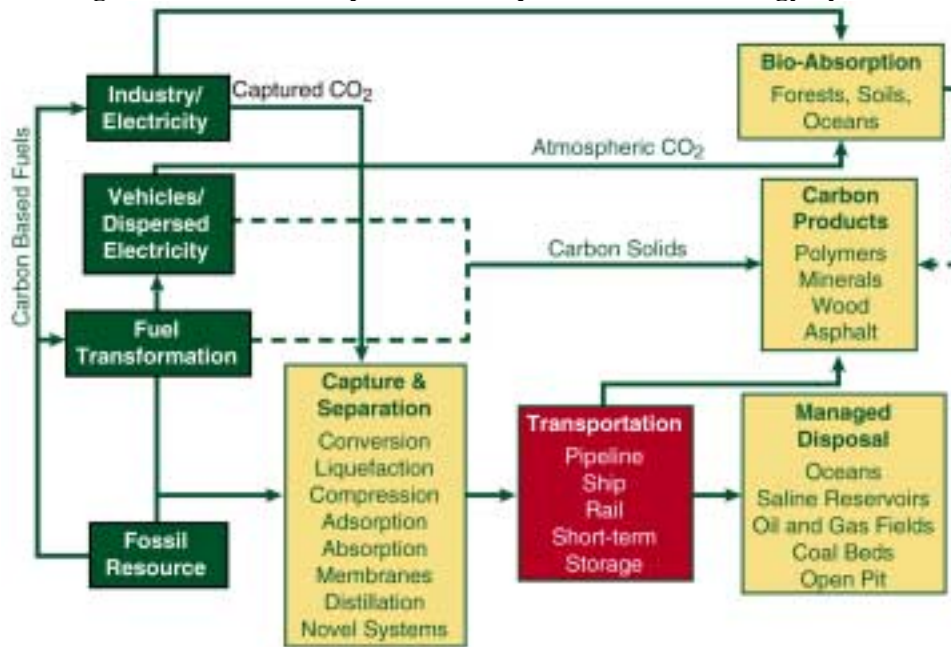 Industry/
Electricity
Captured CO2
Bio-Absorption
Forests, Soils,
Oceans
Carbon Based Fuels
Vehicles/
Dispersed
Electricity
Atmospheric CO2
Carbon
Products
Polymers
Minerals
Wood
Asphalt
Carbon Solids
Fuel
Transformation
Capture &
Separation
Conversion
Liquefaction
Compression
Adsorption
Absorption
Membranes
Distillation
Novel Systems
Transportation
Pipeline
Ship
Rail
Short-term
Storage
Managed
Disposal
Oceans
Saline Reservoirs
Oil and Gas Fields
Coal Beds
Open Pit
Fossil
Resource